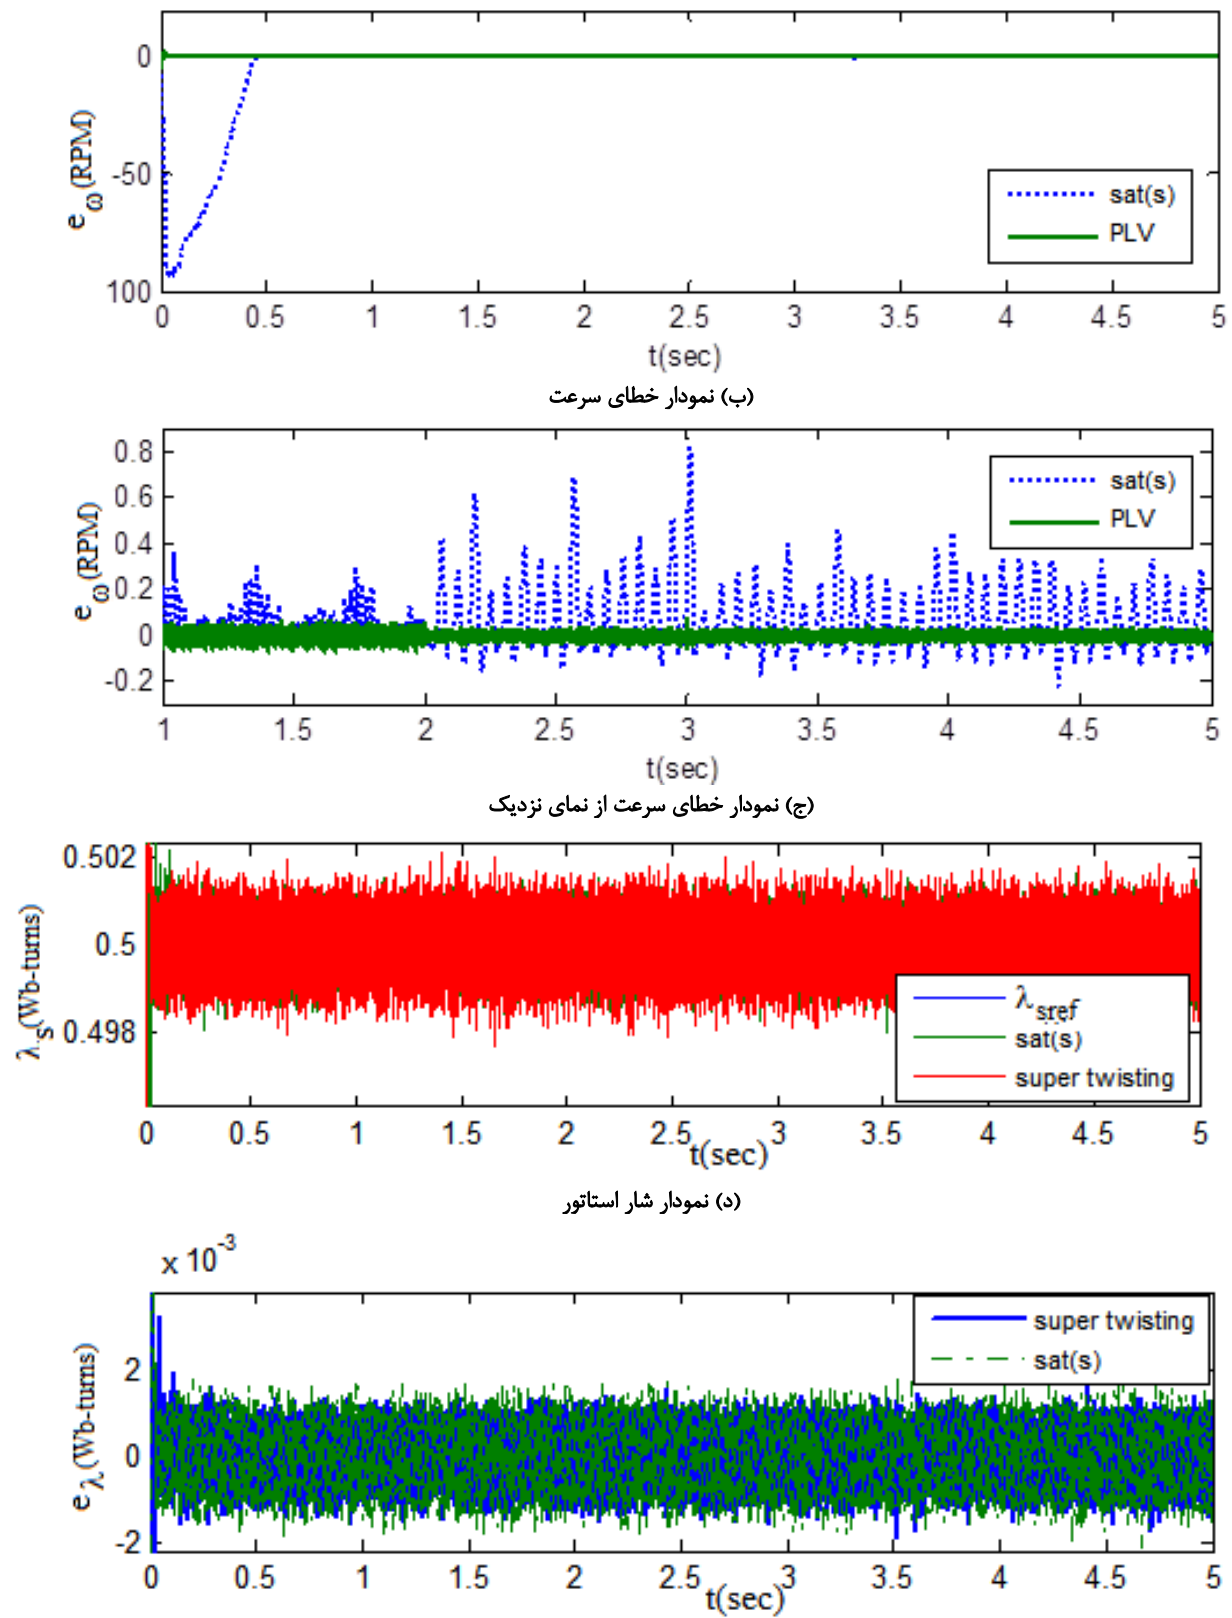 0
-50
100
e_ω(RPM)
sat(s)
PLV
0 0.5 1 1.5 2 2.5 3 3.5 4 4.5 5
t(sec)
(ب) نمودار خطای سرعت
0.8
0.6
0.4
0.2
0
-0.2
e_ω(RPM)
sat(s)
PLV
1 1.5 2 2.5 3 3.5 4 4.5 5
t(sec)
(ج) نمودار خطای سرعت از نمای نزدیک
0.502
0.5
0.498
λ_s(Wb-turns)
λ_sref
sat(s)
super twisting
0 0.5 1 1.5 2 2.5 3 3.5 4 4.5 5
t(sec)
(د) نمودار شار استاتور
x 10^-3
2
0
-2
e_λ(Wb-turns)
super twisting
sat(s)
0 0.5 1 1.5 2 2.5 3 3.5 4 4.5 5
t(sec)